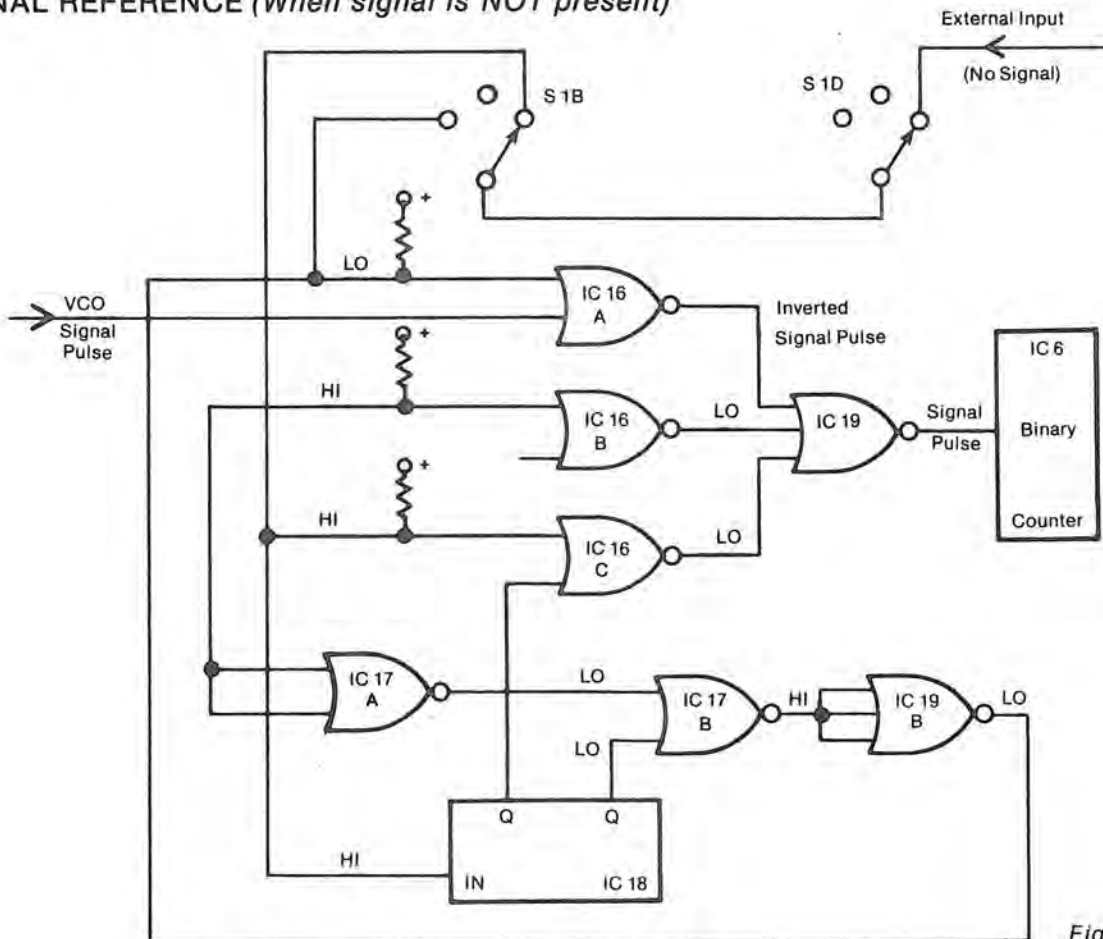 NAL REFERENCE (When signal is NOT present)
External Input
(No Signal)
S 1B
S 1D
+
LO
VCO
Signal
Pulse
IC 16
A
Inverted
Signal Pulse
+
HI
IC 16
B
LO
IC 19
Signal
Pulse
IC 6
Binary
Counter
+
HI
IC 16
C
LO
IC 17
A
LO
IC 17
B
HI
IC 19
B
LO
LO
Q
Q
HI
IN
IC 18
Fig